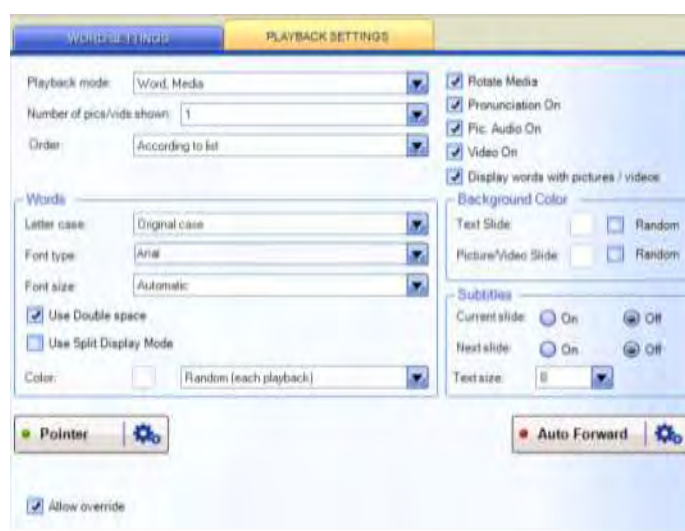 WORD SETTINGS
PLAYBACK SETTINGS
Playback mode: Word, Media
Number of pics/vids shown: 1
Order: According to list
Rotate Media
Pronunciation On
Pic. Audio On
Video On
Display words with pictures / videos
Words
Letter case: Original case
Font type: Arial
Font size: Automatic
Use Double space
Use Split Display Mode
Color: Random (each playback)
Background Color
Text Slide: Random
Picture/Video Slide: Random
Subtitles
Current slide: On Off
Next slide: On Off
Text size: 8
Pointer
Auto Forward
Allow override